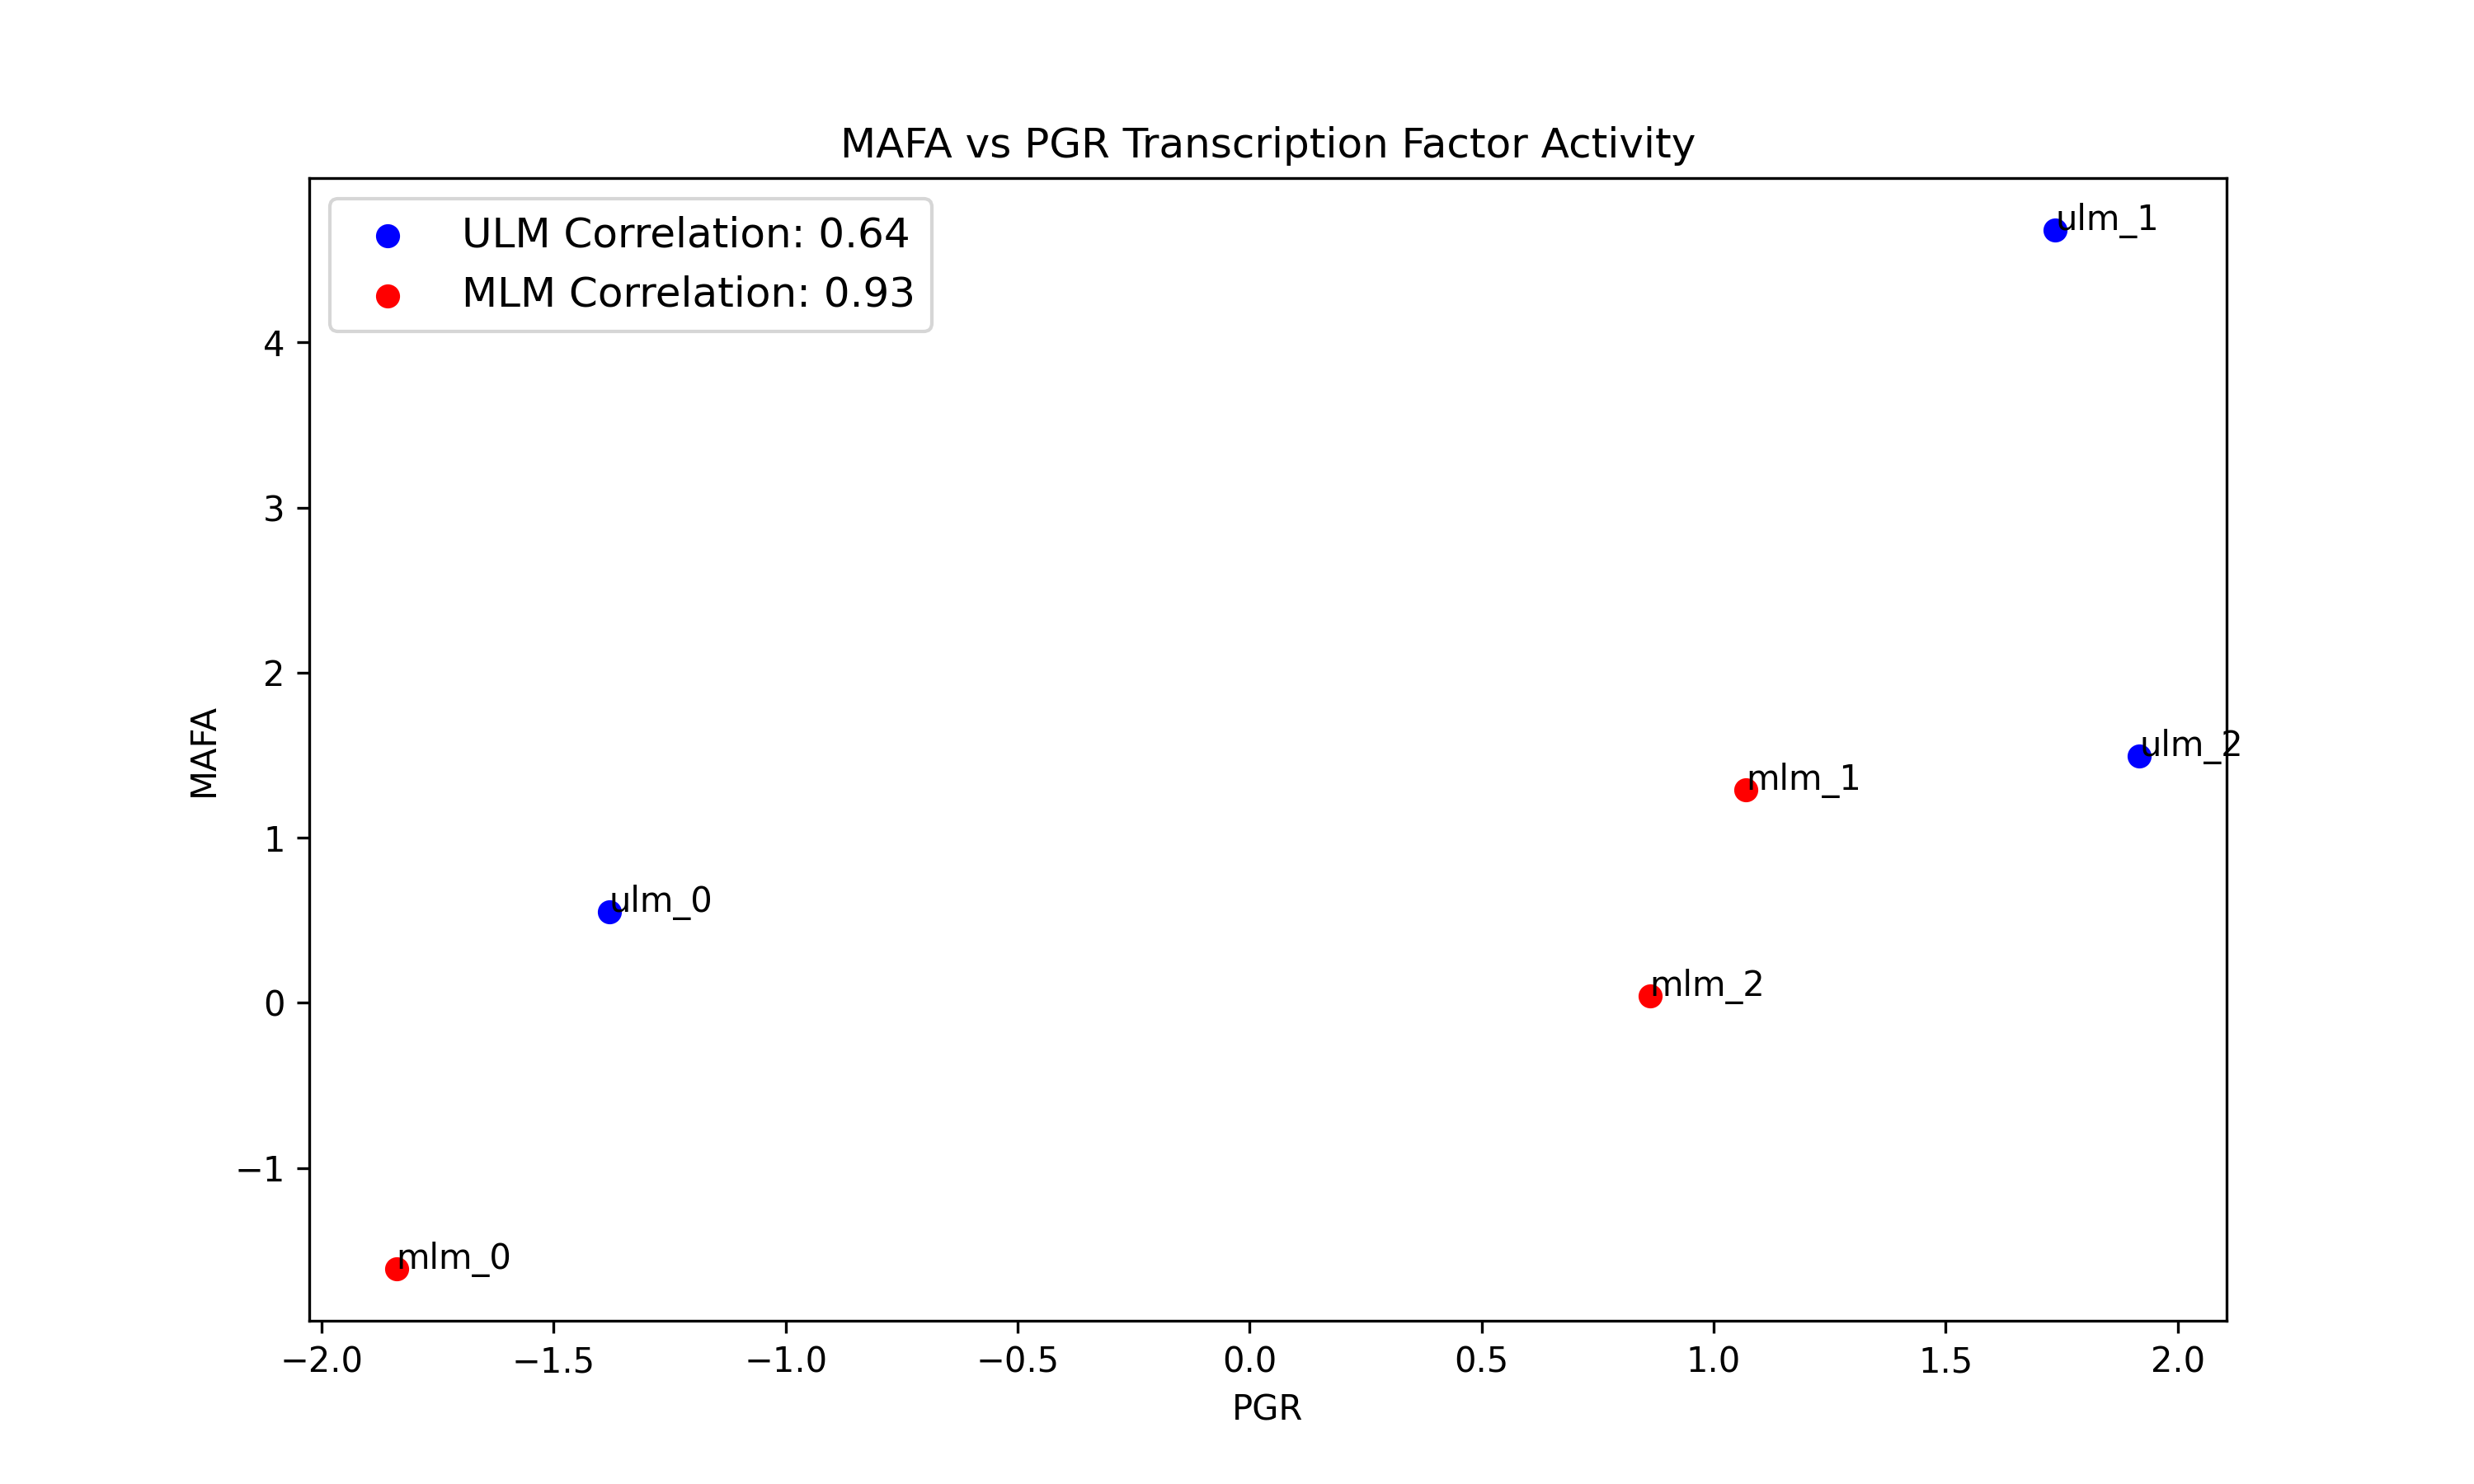 MAFA vs PGR Transcription Factor Activity
ULM Correlation: 0.64
MLM Correlation: 0.93
ulm_1
4
3
2
MAFA
ulm_2
mlm_1
1
ulm_0
mlm_2
0
−1
mlm_0
−2.0 −1.5 −1.0 −0.5 0.0 0.5 1.0 1.5 2.0
PGR